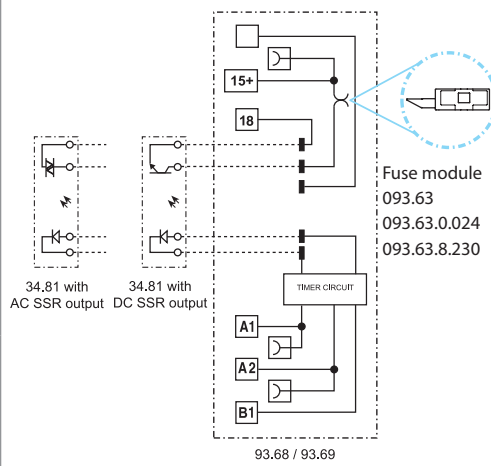 15+
18
Fuse module
093.63
093.63.0.024
093.63.8.230
34.81 with
AC SSR output
34.81 with
DC SSR output
TIMER CIRCUIT
A1
A2
B1
93.68 / 93.69